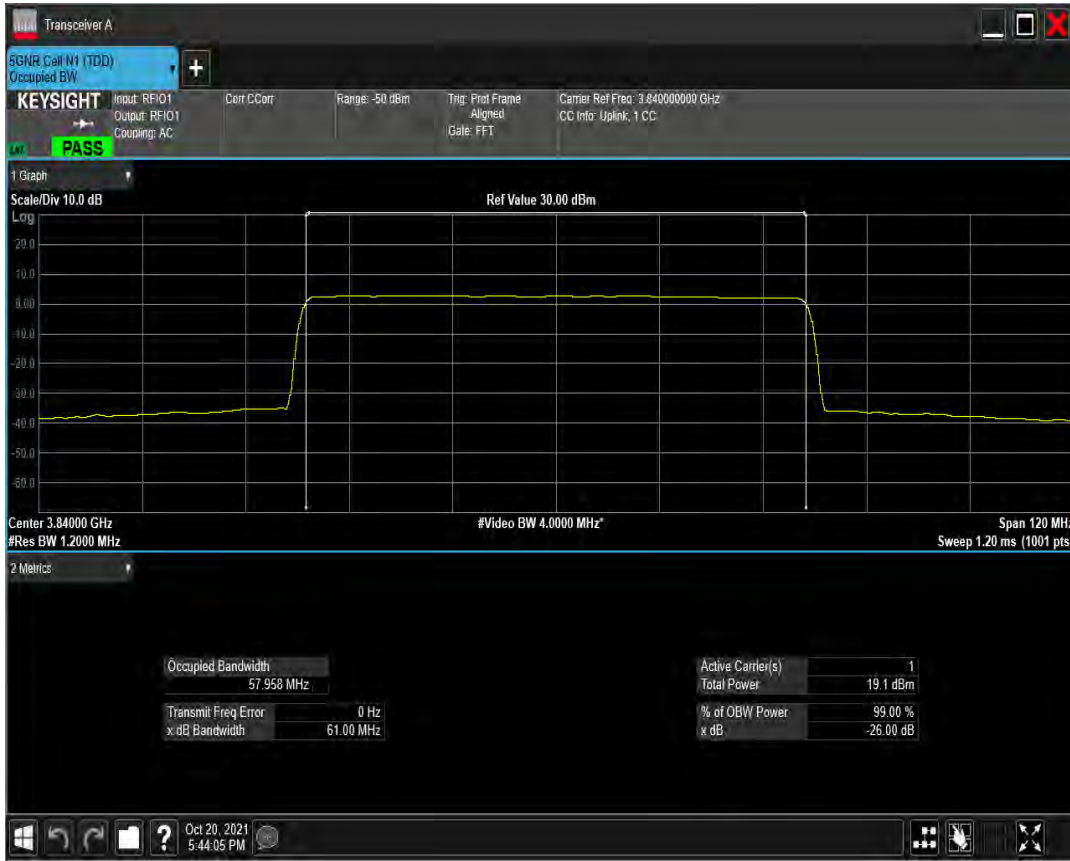 Transceiver A
5GNR Cell N1 (TDD)
Occupied BW
+
KEYSIGHT
PASS
Input: RFIO1
Output: RFIO1
Coupling: AC
Corr CCorr
Range: -50 dBm
Trig: Prot Frame
Aligned
Gate: FFT
Carrier Ref Freq: 3.840000000 GHz
CC Info: Uplink, 1 CC
1 Graph
Scale/Div 10.0 dB
Ref Value 30.00 dBm
Log
20.0
10.0
0.00
-10.0
-20.0
-30.0
-40.0
-50.0
-60.0
Center 3.84000 GHz
#Video BW 4.0000 MHz*
Span 120 MHz
#Res BW 1.2000 MHz
Sweep 1.20 ms (1001 pts
2 Metrics
Occupied Bandwidth
57.958 MHz
Transmit Freq Error 0 Hz
x dB Bandwidth 61.00 MHz
Active Carrier(s) 1
Total Power 19.1 dBm
% of OBW Power 99.00 %
x dB -26.00 dB
?
Oct 20, 2021
5:44:05 PM